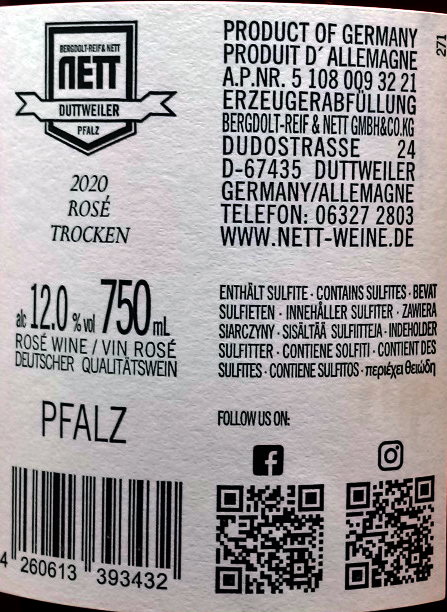 BERGDOLT-REIF & NETT
NETT
DUTTWEILER
PFALZ
2020
ROSÉ
TROCKEN
alc 12.0 % vol 750 mL
ROSÉ WINE / VIN ROSÉ
DEUTSCHER QUALITÄTSWEIN
PFALZ
4 260613 393432
PRODUCT OF GERMANY
PRODUIT D´ALLEMAGNE
A.P.NR. 5 108 009 32 21
ERZEUGERABFÜLLUNG
BERGDOLT-REIF & NETT GMBH&CO.KG
DUDOSTRASSE 24
D-67435 DUTTWEILER
GERMANY/ALLEMAGNE
TELEFON: 06327 2803
WWW.NETT-WEINE.DE
ENTHÄLT SULFITE · CONTAINS SULFITES · BEVAT
SULFIETEN · INNEHÅLLER SULFITER · ZAWIERA
SIARCZYNY · SISÄLTÄÄ SULFIITTEJA · INDEHOLDER
SULFITTER · CONTIENE SOLFITI · CONTIENT DES
SULFITES · CONTIENE SULFITOS · περιέχει θειώδη
FOLLOW US ON:
271